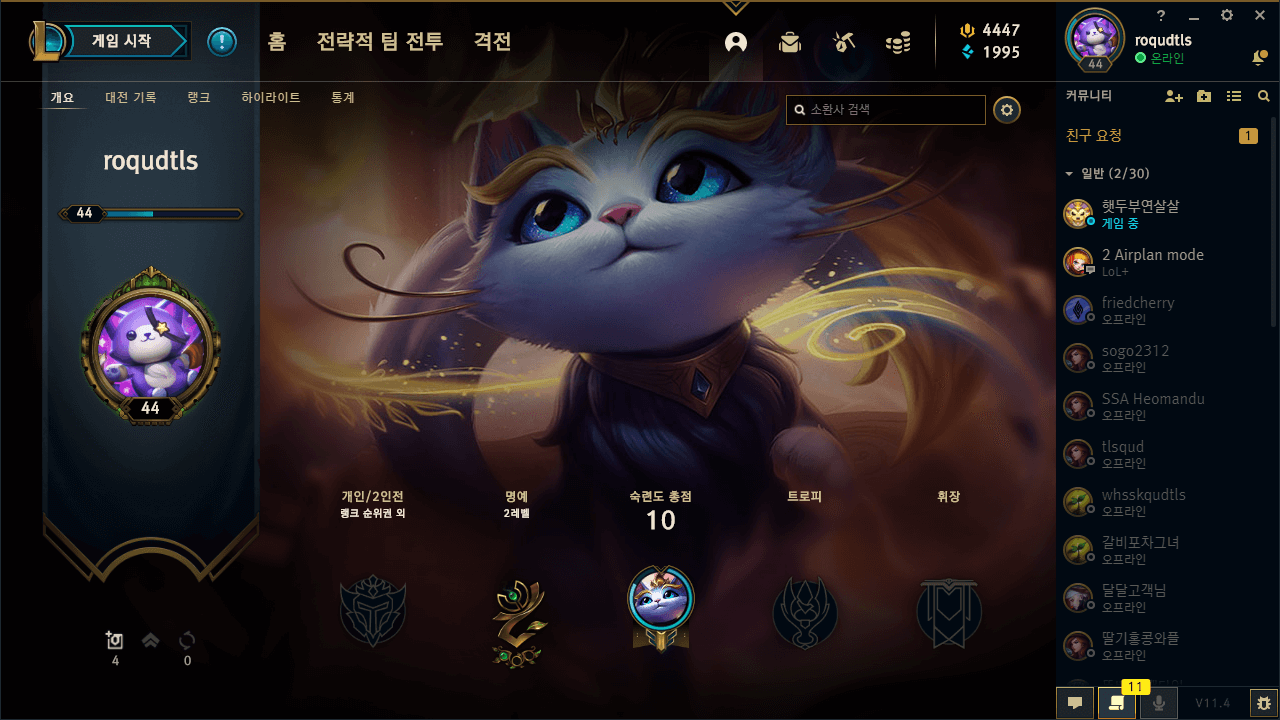 게임 시작
홈
전략적 팀 전투
격전
4447
1995
44
roqudtls
온라인
개요
대전 기록
랭크
하이라이트
통계
소환사 검색
커뮤니티
친구 요청
1
일반 (2/30)
햇두부연살살
게임 중
2 Airplan mode
LoL+
friedcherry
오프라인
sogo2312
오프라인
SSA Heomandu
오프라인
tlsqud
오프라인
whsskqudtls
오프라인
갈비포차그녀
오프라인
달달고객님
오프라인
딸기홍콩와플
오프라인
roqudtls
44
44
개인/2인전
랭크 순위권 외
명예
2레벨
숙련도 총점
10
트로피
휘장
4
0
11
V11.4